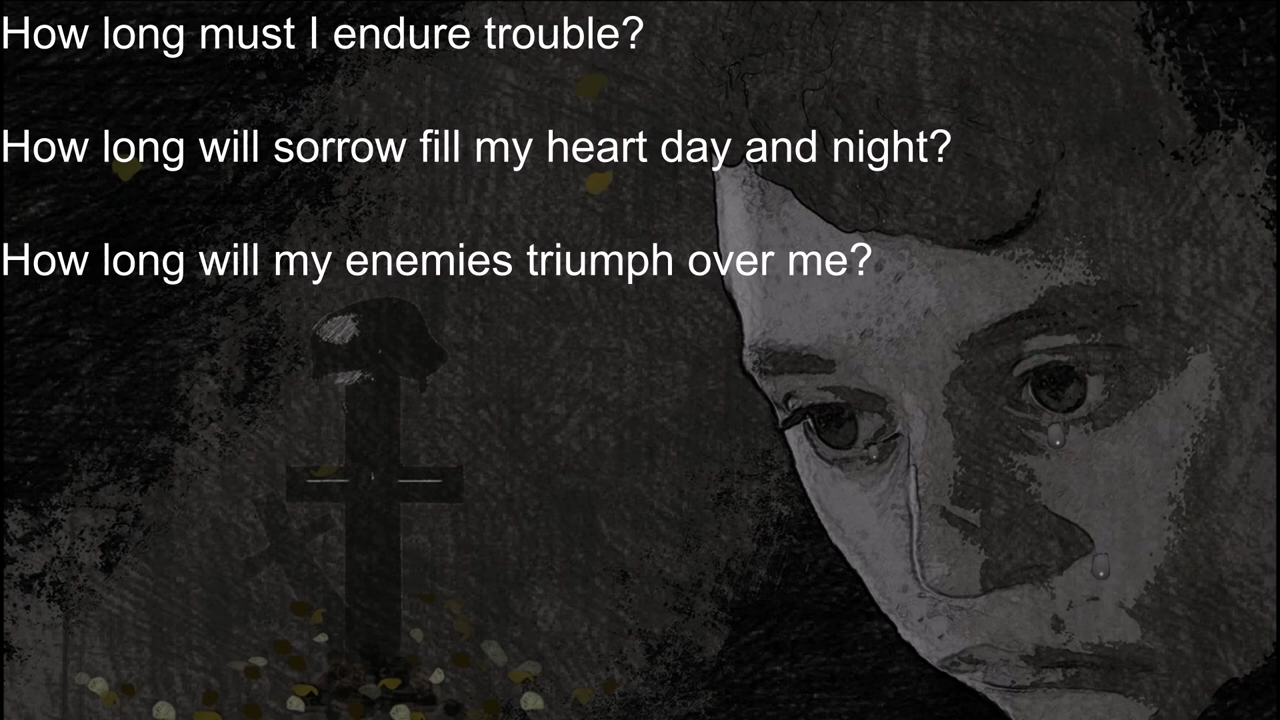 How long must I endure trouble?
How long will sorrow fill my heart day and night?
How long will my enemies triumph over me?